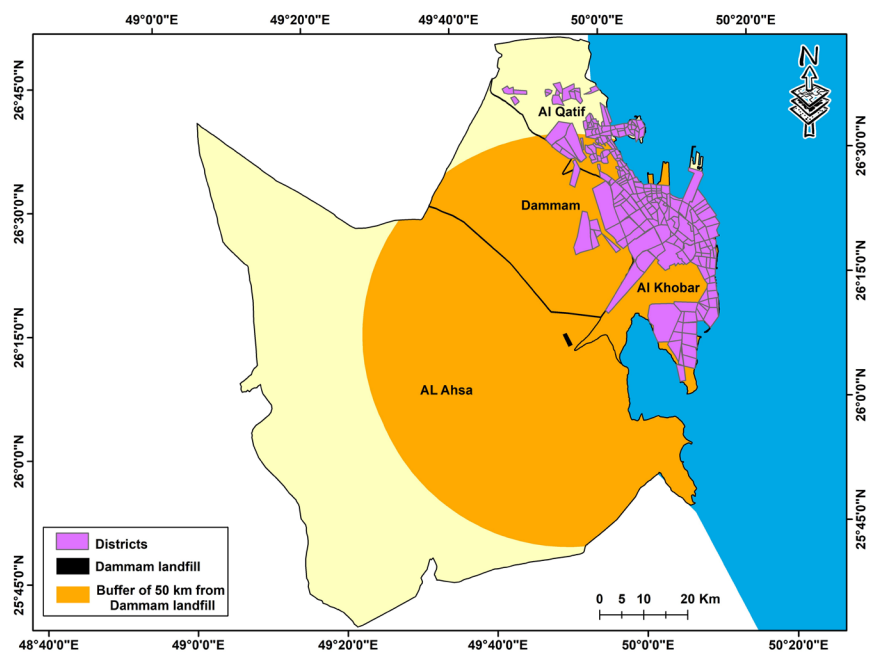 49°0'0"E 49°20'0"E 49°40'0"E 50°0'0"E 50°20'0"E
N
26°45'0"N
26°30'0"N
26°15'0"N
26°0'0"N
25°45'0"N
Al Qatif
Dammam
Al Khobar
AL Ahsa
26°30'0"N
26°15'0"N
26°0'0"N
25°45'0"N
Districts
Dammam landfill
Buffer of 50 km from
Dammam landfill
0 5 10 20 Km
48°40'0"E 49°0'0"E 49°20'0"E 49°40'0"E 50°0'0"E 50°20'0"E